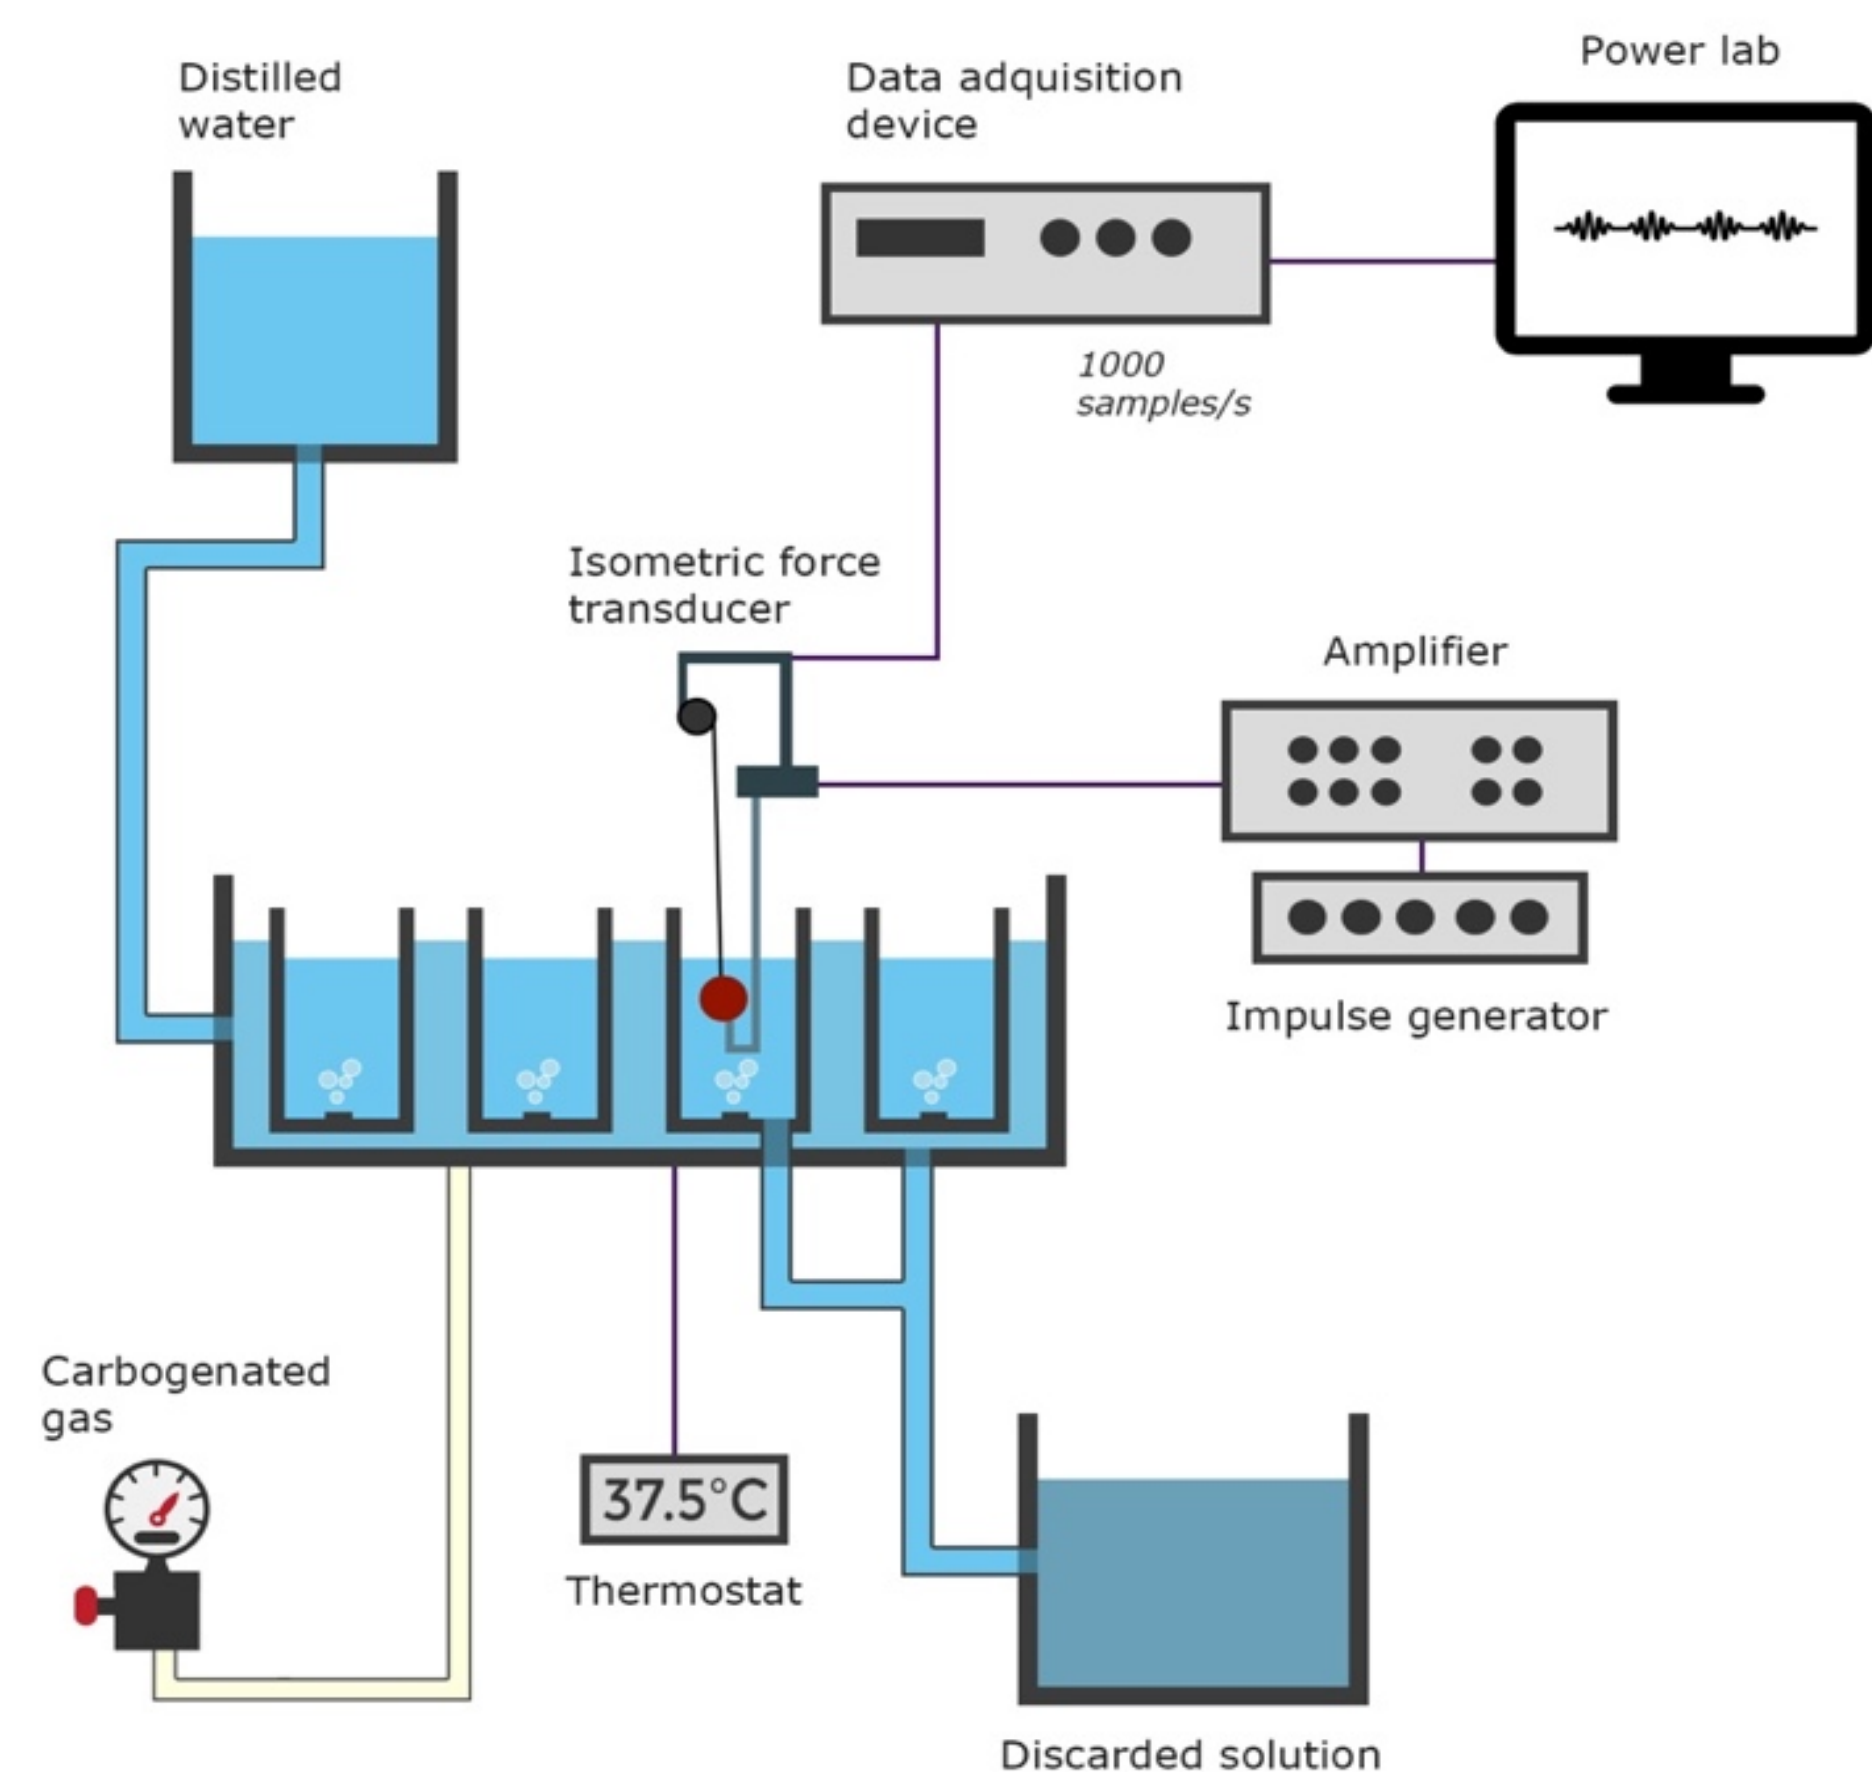 Distilled
water
Data adquisition
device
Power lab
1000
samples/s
Isometric force
transducer
Amplifier
Impulse generator
Carbogenated
gas
37.5°C
Thermostat
Discarded solution